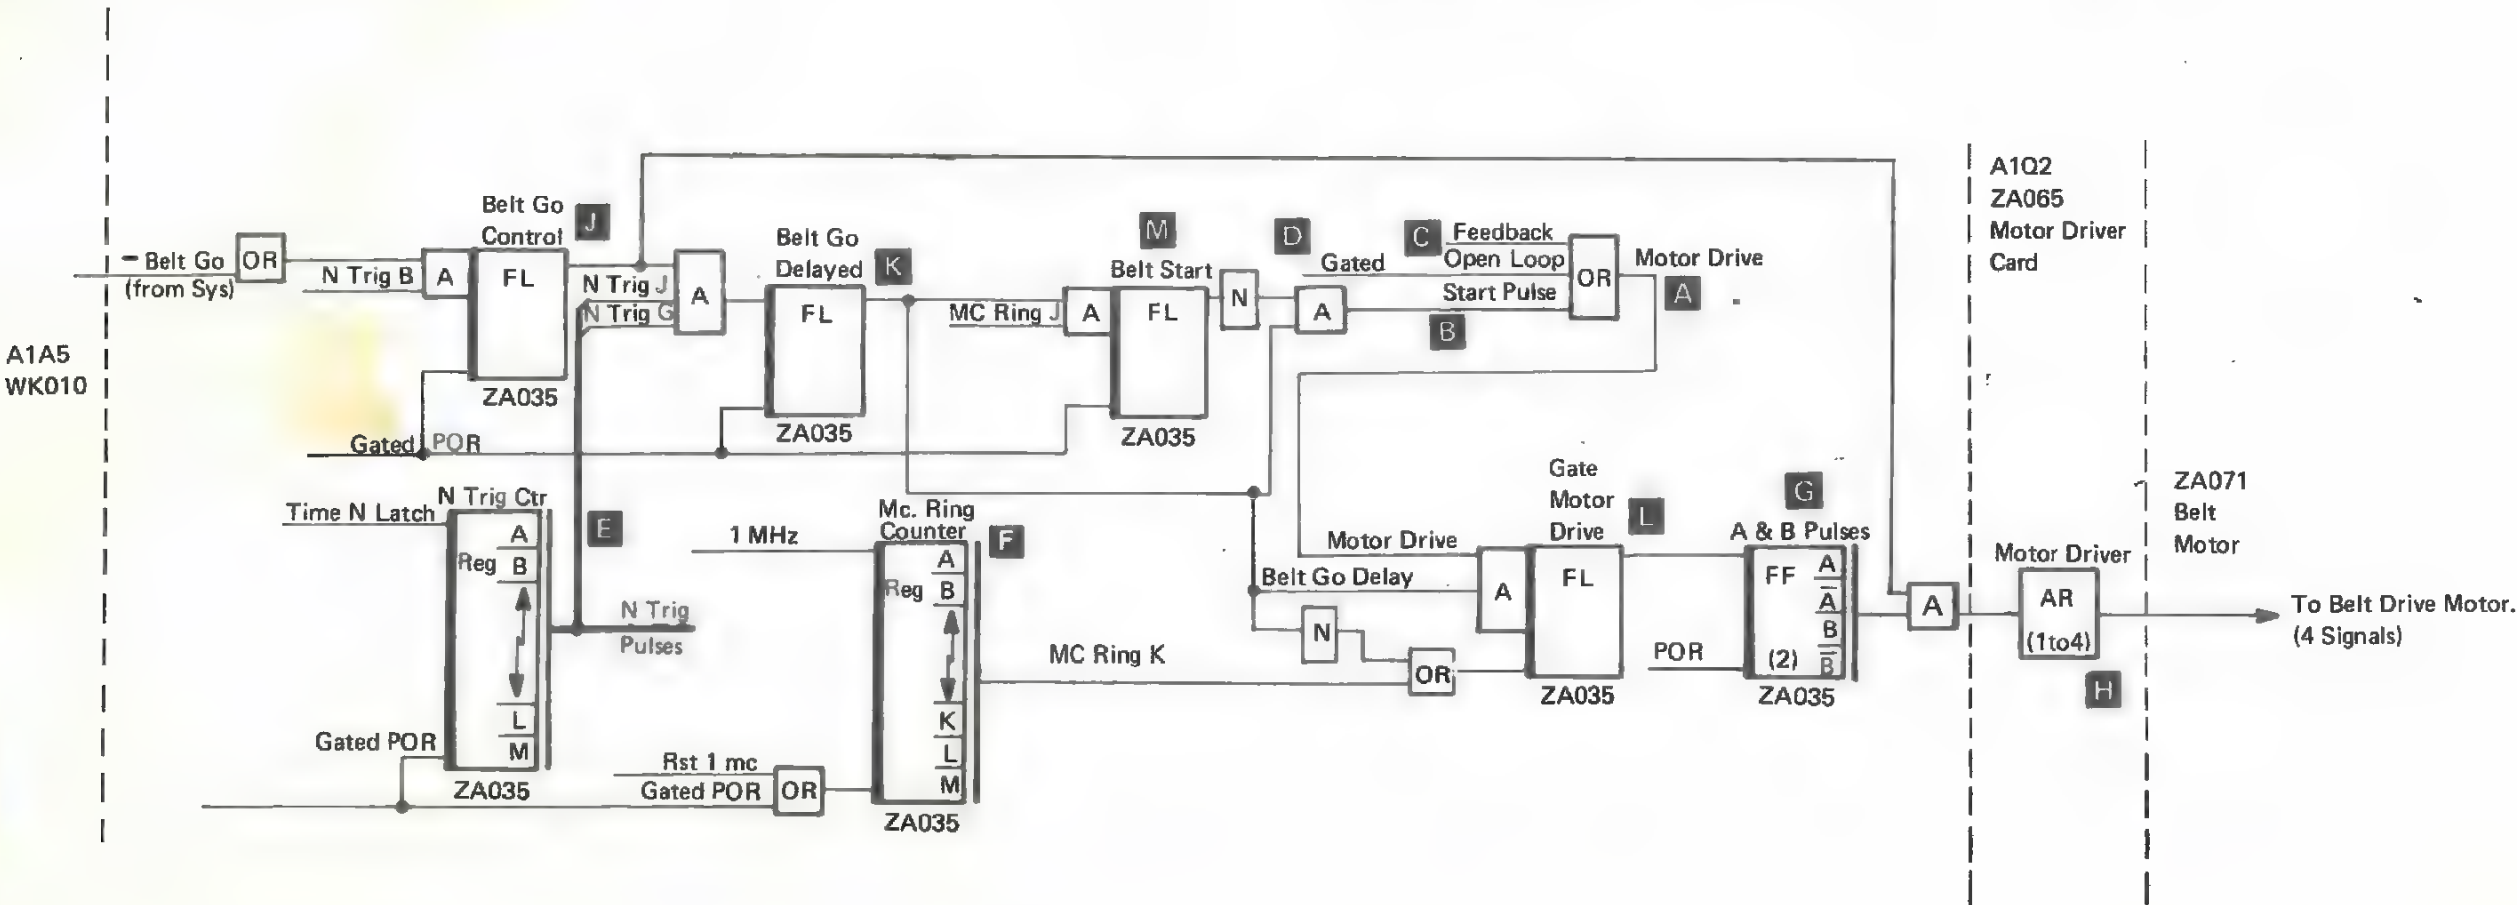 A1A5
WK010
– Belt Go
(from Sys)
OR
N Trig B
A
Belt Go
Control
J
FL
ZA035
Gated POR
N Trig J
N Trig G
A
Belt Go
Delayed
K
FL
ZA035
MC Ring J
A
M
Belt Start
FL
ZA035
N
D
Gated
A
C
Feedback
Open Loop
Start Pulse
B
OR
Motor Drive
A
Time N Latch
N Trig Ctr
A
Reg B
L
M
ZA035
Gated POR
E
N Trig
Pulses
1 MHz
Mc. Ring
Counter
F
A
Reg B
K
L
M
ZA035
Rst 1 mc
Gated POR
OR
MC Ring K
Motor Drive
Belt Go Delay
A
N
OR
Gate
Motor
Drive
L
FL
ZA035
POR
G
A & B Pulses
FF
A
A̅
B
B̅
(2)
ZA035
A
A1Q2
ZA065
Motor Driver
Card
Motor Driver
AR
(1to4)
H
ZA071
Belt
Motor
To Belt Drive Motor.
(4 Signals)